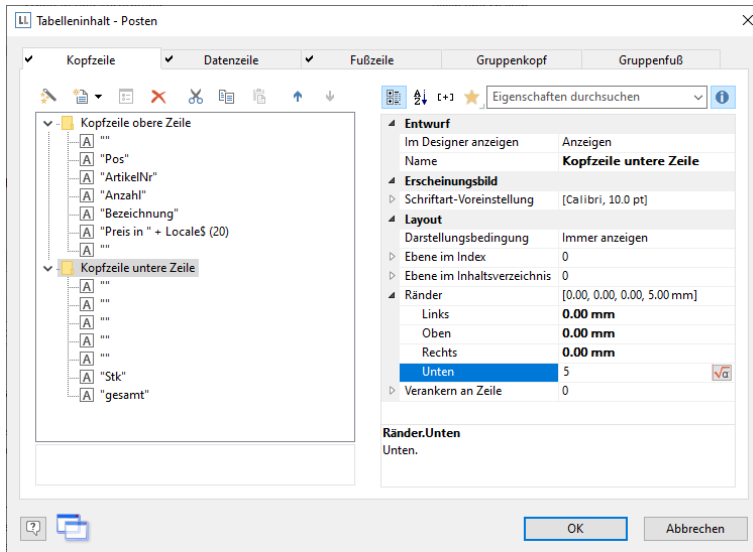 LL Tabelleninhalt - Posten
Kopfzeile Datenzeile Fußzeile Gruppenkopf Gruppenfuß
Eigenschaften durchsuchen
Kopfzeile obere Zeile
A ""
A "Pos"
A "ArtikelNr"
A "Anzahl"
A "Bezeichnung"
A "Preis in " + Locale$ (20)
A ""
Kopfzeile untere Zeile
A ""
A ""
A ""
A ""
A ""
A "Stk"
A "gesamt"
Entwurf
Im Designer anzeigen Anzeigen
Name Kopfzeile untere Zeile
Erscheinungsbild
Schriftart-Voreinstellung [Calibri, 10.0 pt]
Layout
Darstellungsbedingung Immer anzeigen
Ebene im Index 0
Ebene im Inhaltsverzeichnis 0
Ränder [0.00, 0.00, 0.00, 5.00 mm]
Links 0.00 mm
Oben 0.00 mm
Rechts 0.00 mm
Unten 5
Verankern an Zeile 0
Ränder.Unten
Unten.
OK Abbrechen